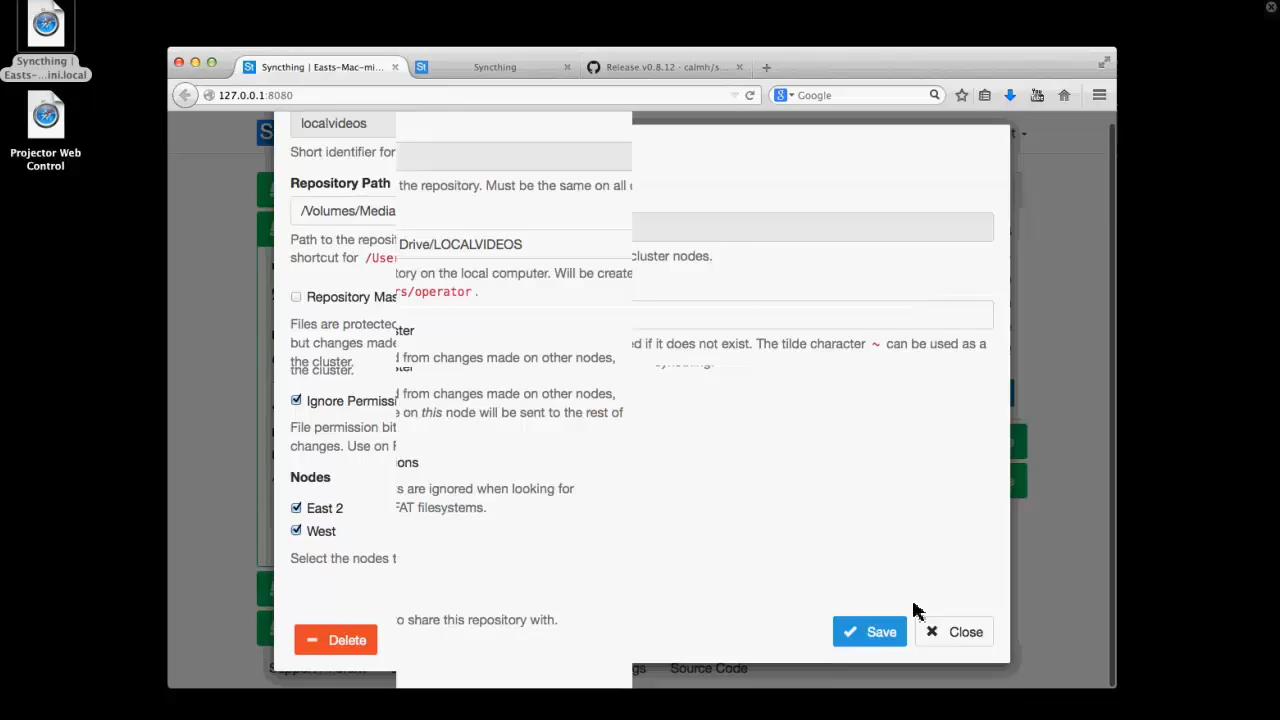 Syncthing |
Easts-...ini.local
Projector Web
Control
Syncthing | Easts-Mac-mi...
Syncthing
Release v0.8.12 · calmh/s...
127.0.0.1:8080
Google
localvideos
Short identifier for
the repository. Must be the same on all
cluster nodes.
Repository Path
/Volumes/Media
Drive/LOCALVIDEOS
Path to the reposi
tory on the local computer. Will be create
d if it does not exist. The tilde character ~ can be used as a
shortcut for /Use
rs/operator.
Repository Mas
ster
Files are protected
d from changes made on other nodes,
but changes made
the cluster.
the cluster.
d from changes made on other nodes,
e on this node will be sent to the rest of
Ignore Permissi
ions
File permission bit
s are ignored when looking for
changes. Use on F
FAT filesystems.
Nodes
East 2
West
Select the nodes t
o share this repository with.
Delete
Save
Close
gs
Source Code